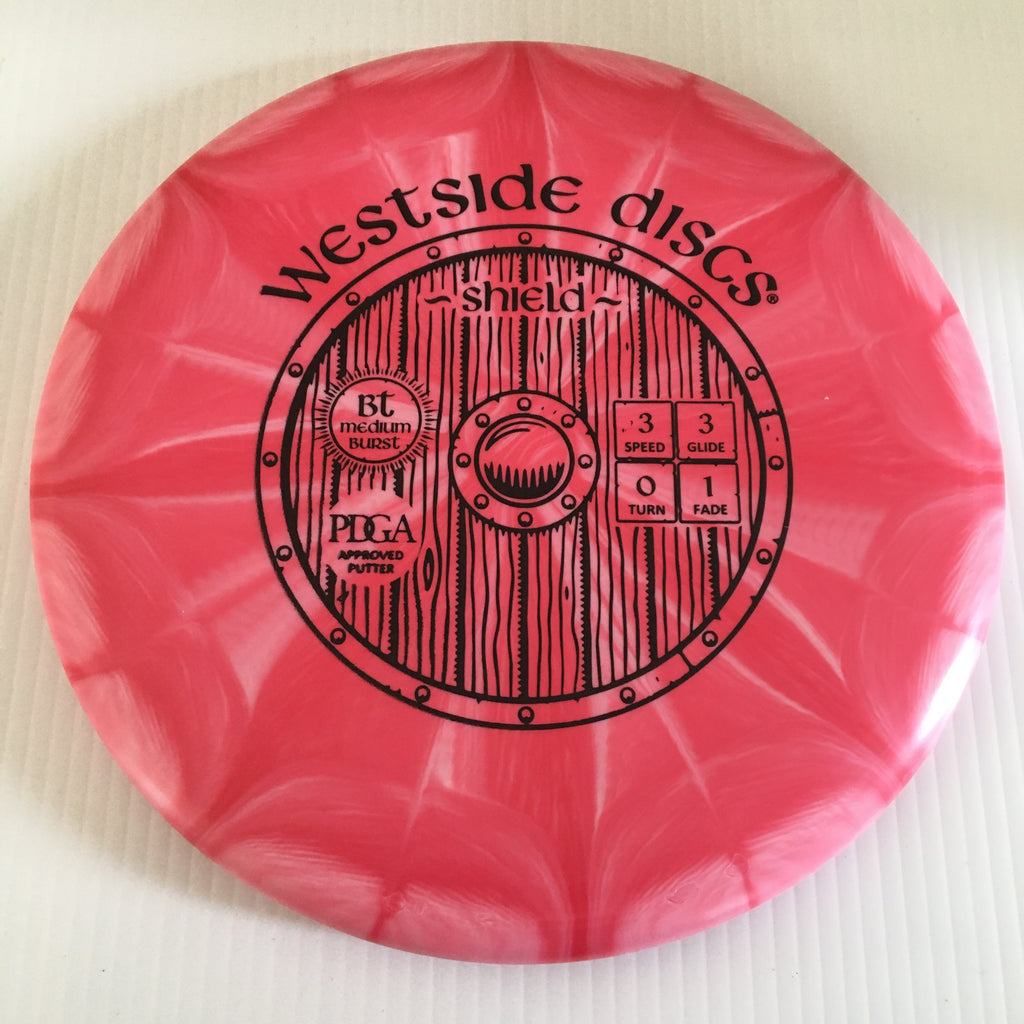 Westside Discs®
~ Shield ~
BT
Medium
Burst
3 3
SPEED GLIDE
0 1
TURN FADE
PDGA
APPROVED
PUTTER